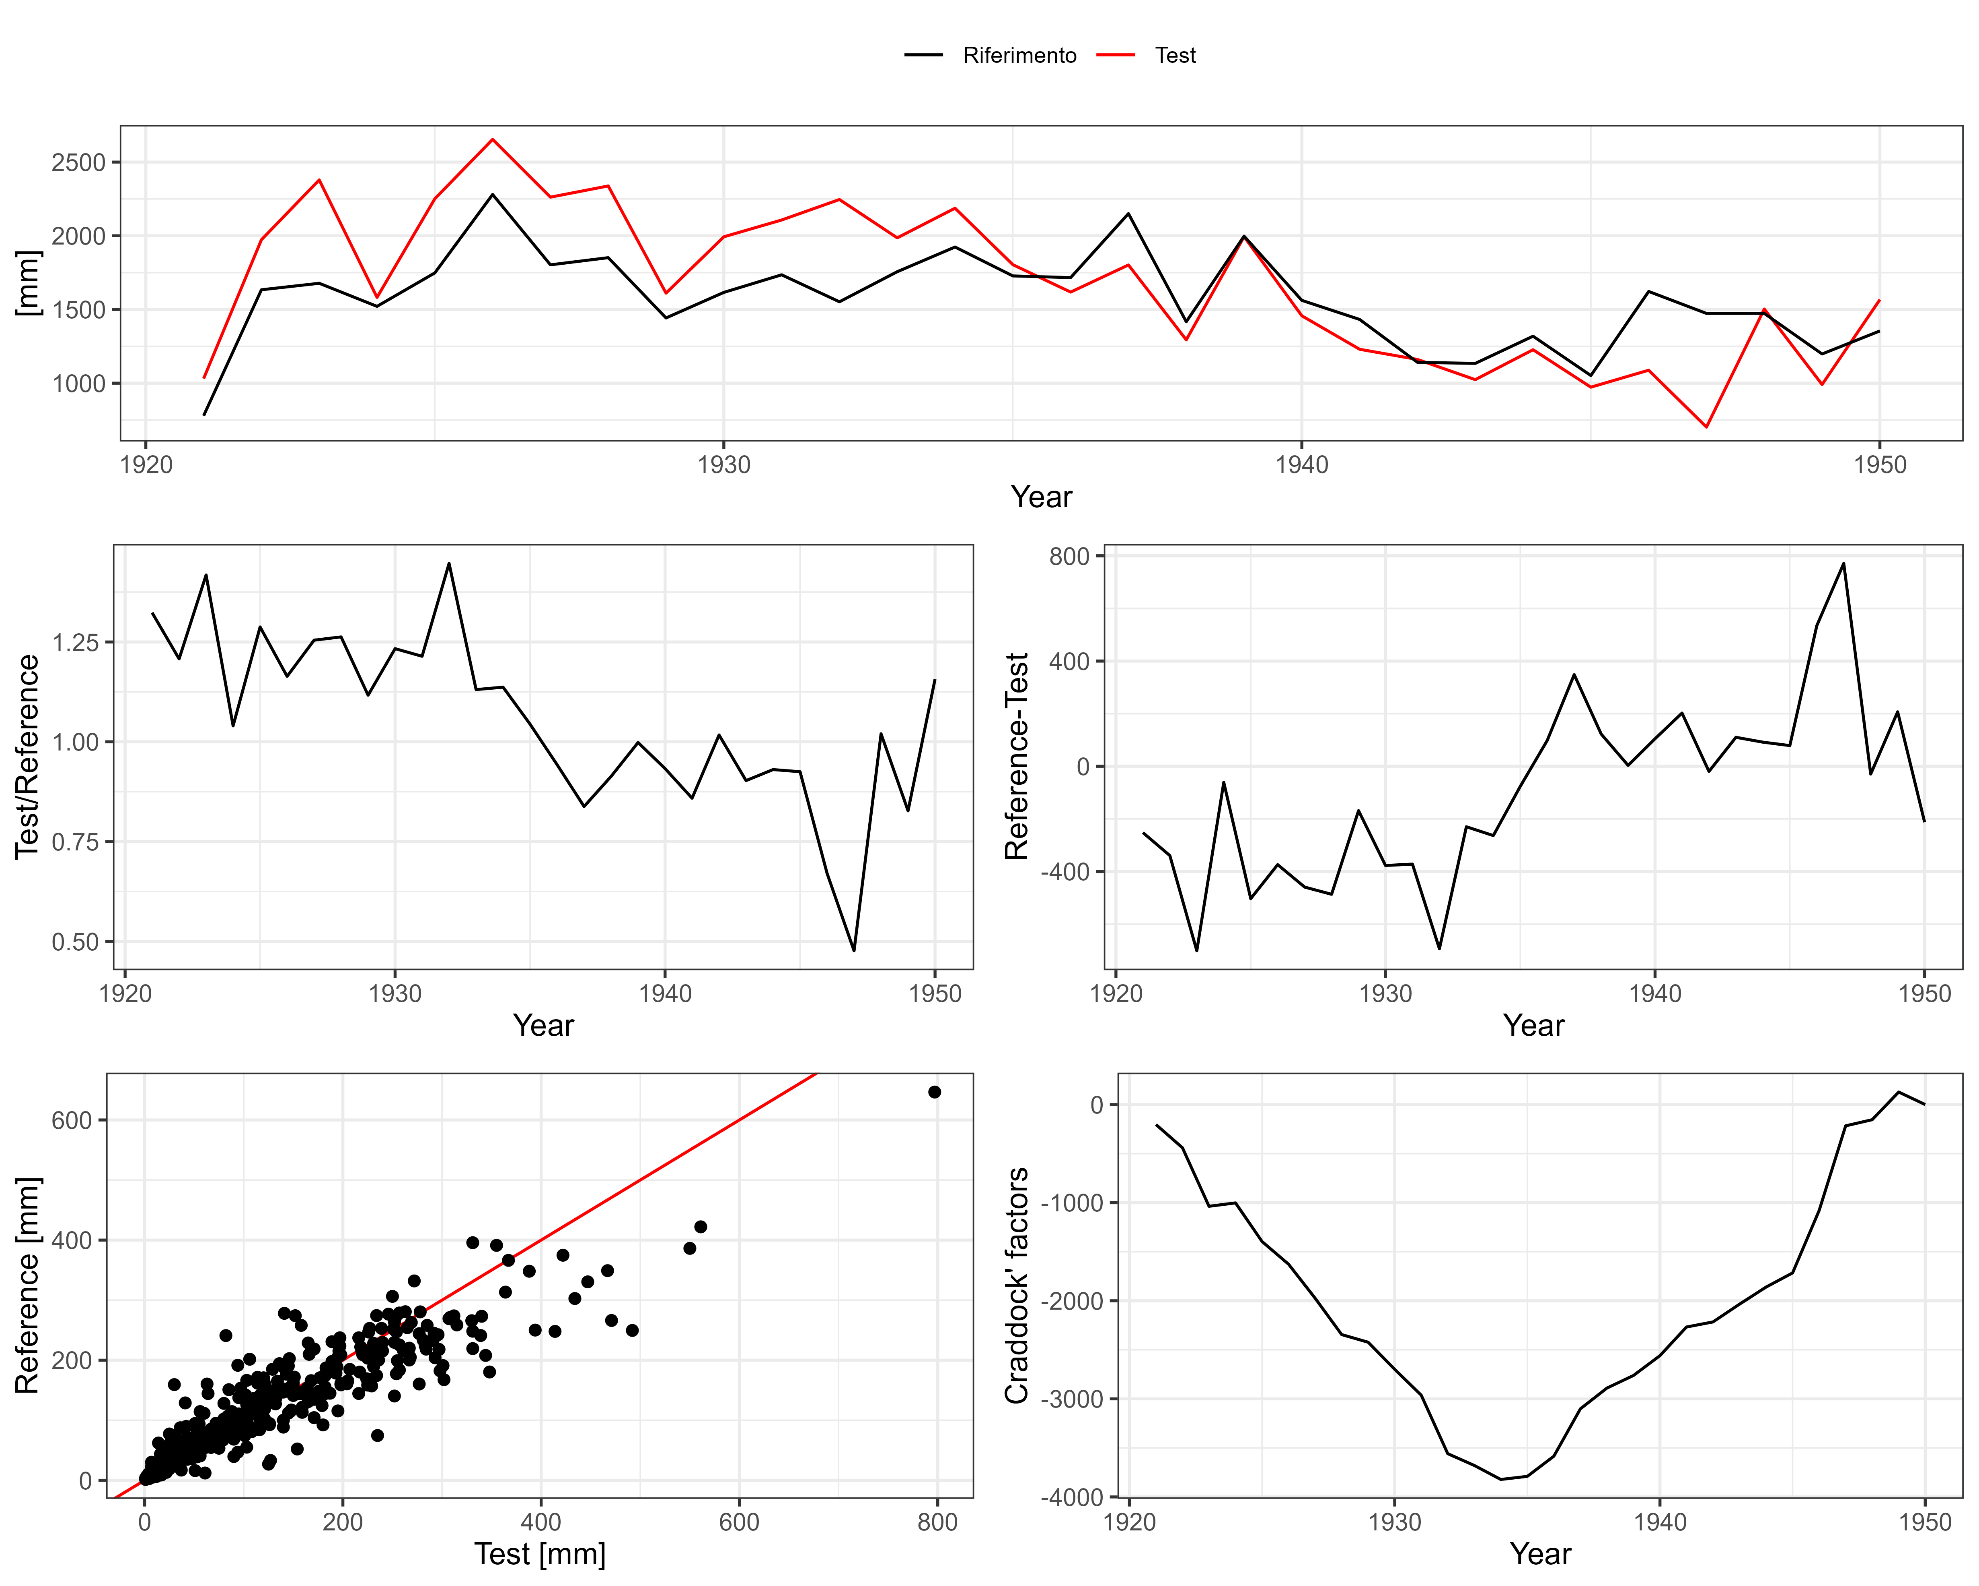 Riferimento Test
[mm]
2500
2000
1500
1000
1920 1930 1940 1950
Year
Test/Reference
1.25
1.00
0.75
0.50
1920 1930 1940 1950
Year
Reference-Test
800
400
0
-400
1920 1930 1940 1950
Year
Reference [mm]
600
400
200
0
0 200 400 600 800
Test [mm]
Craddock' factors
0
-1000
-2000
-3000
-4000
1920 1930 1940 1950
Year